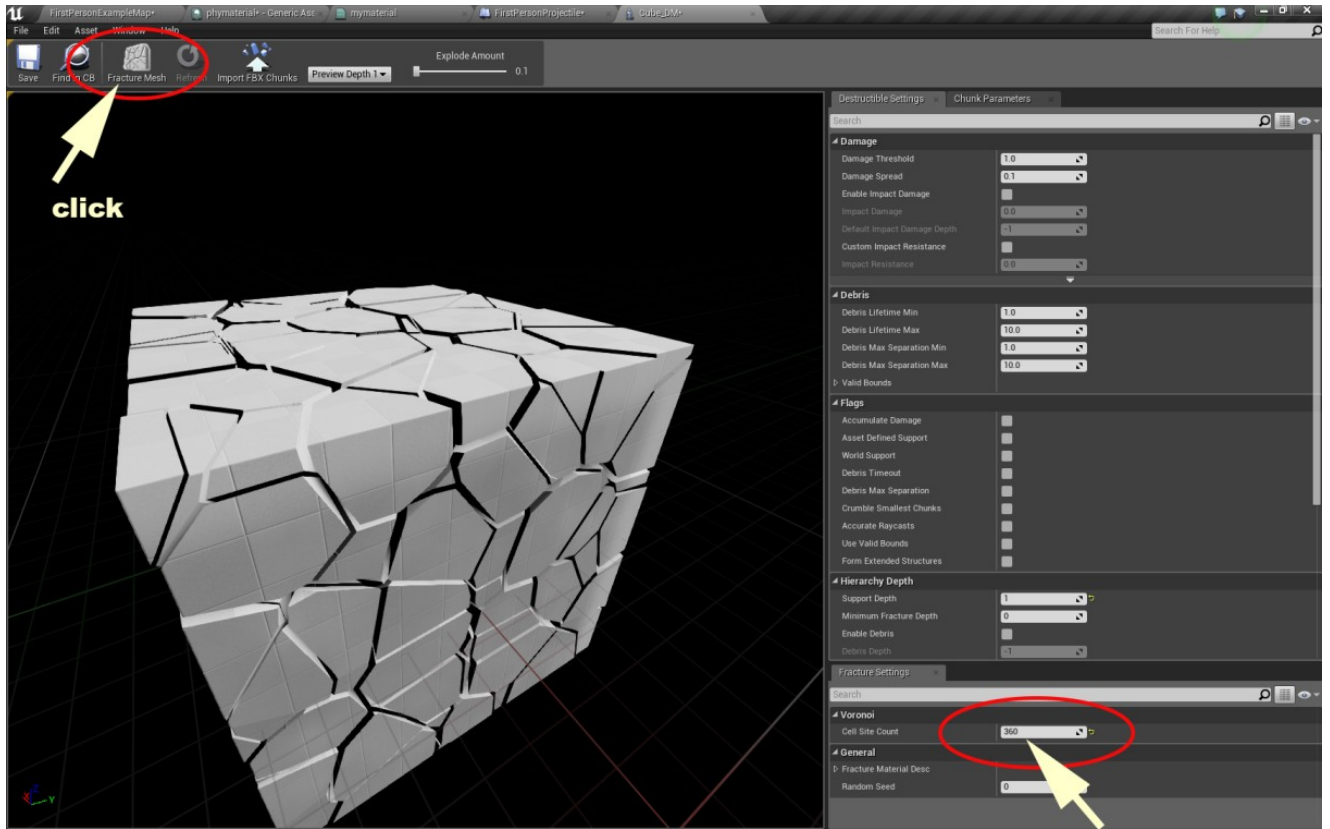 FirstPersonExampleMap•
phymaterial• - Generic Ass
mymaterial
FirstPersonProjectile•
Cube_DM•
File Edit Asset Window Help
Search For Help
Save Find in CB Fracture Mesh Refresh Import FBX Chunks Preview Depth 1
Explode Amount
0.1
click
Destructible Settings Chunk Parameters
Search
Damage
Damage Threshold 1.0
Damage Spread 0.1
Enable Impact Damage
Impact Damage 0.0
Default Impact Damage Depth -1
Custom Impact Resistance
Impact Resistance 0.0
Debris
Debris Lifetime Min 1.0
Debris Lifetime Max 10.0
Debris Max Separation Min 1.0
Debris Max Separation Max 10.0
Valid Bounds
Flags
Accumulate Damage
Asset Defined Support
World Support
Debris Timeout
Debris Max Separation
Crumble Smallest Chunks
Accurate Raycasts
Use Valid Bounds
Form Extended Structures
Hierarchy Depth
Support Depth 1
Minimum Fracture Depth 0
Enable Debris
Debris Depth -1
Fracture Settings
Search
Voronoi
Cell Site Count 360
General
Fracture Material Desc
Random Seed 0
X Z Y